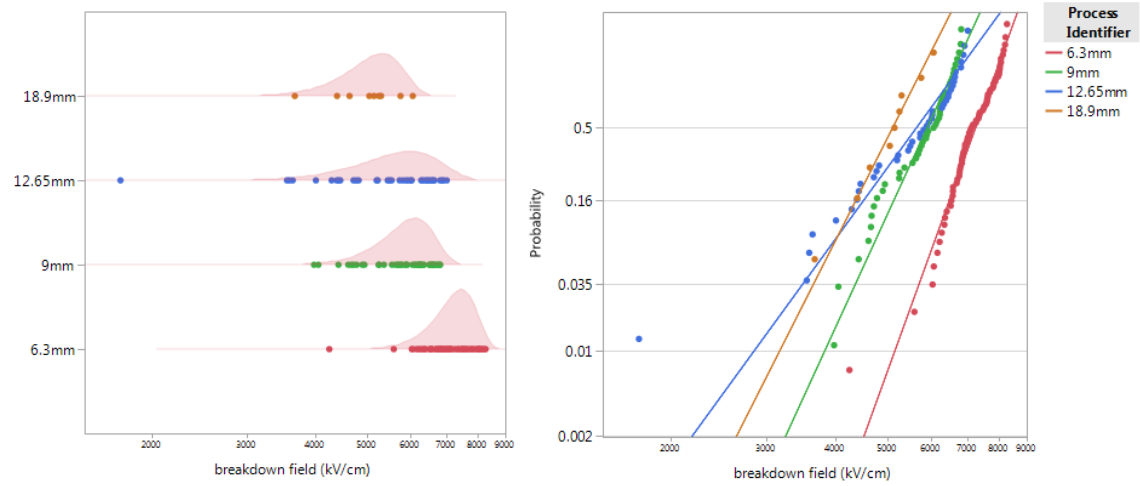 18.9mm
12.65mm
9mm
6.3mm
2000 3000 4000 5000 6000 7000 8000 9000
breakdown field (kV/cm)
Probability
0.5
0.16
0.035
0.01
0.002
2000 3000 4000 5000 6000 7000 8000 9000
breakdown field (kV/cm)
Process
Identifier
6.3mm
9mm
12.65mm
18.9mm